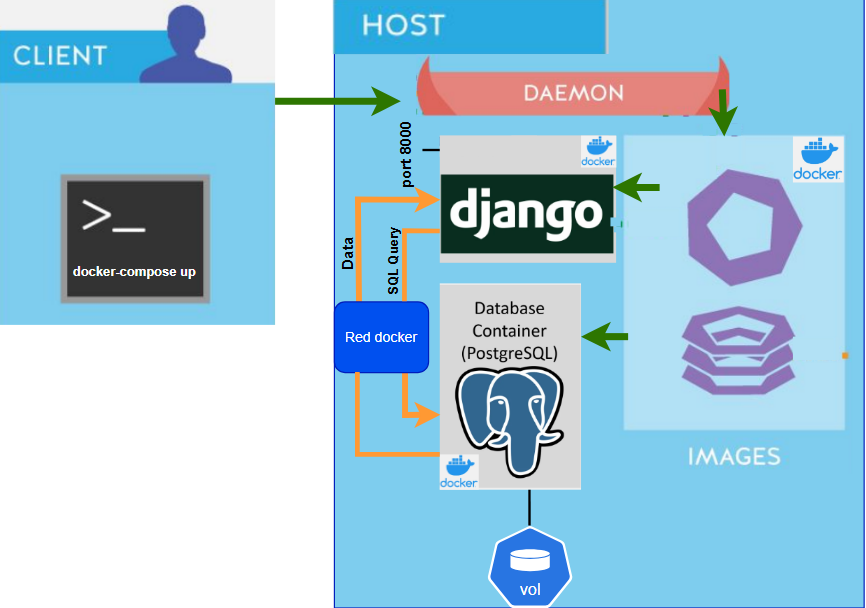 CLIENT
HOST
DAEMON
port 8000
docker
docker
django
>_
docker-compose up
Data
SQL Query
Red docker
Database
Container
(PostgreSQL)
docker
IMAGES
vol